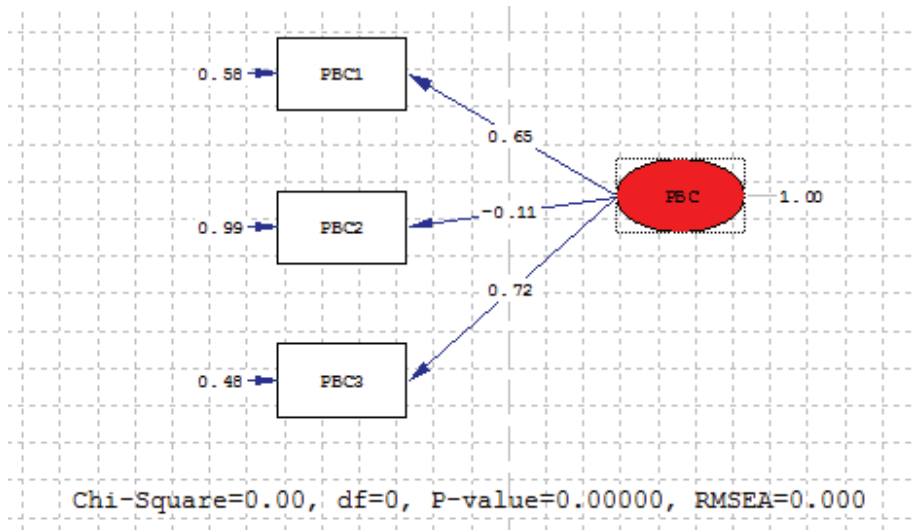 0.58 PBC1
0.65
PBC 1.00
-0.11
0.99 PBC2
0.72
0.48 PBC3
Chi-Square=0.00, df=0, P-value=0.00000, RMSEA=0.000